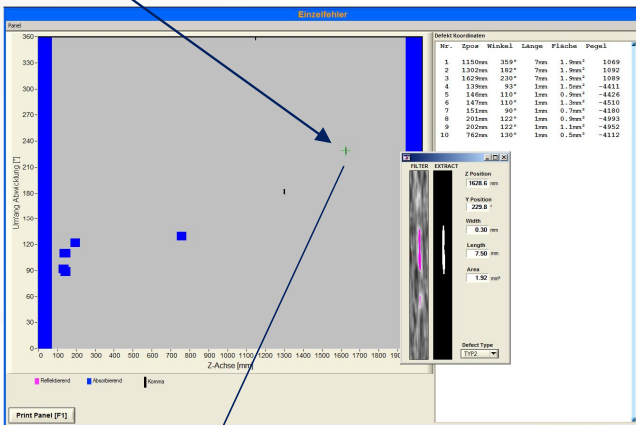 Einzelfehler
Panel
360
330
300
270
240
210
180
150
120
90
60
30
0
Umfang Abwicklung [°]
0 100 200 300 400 500 600 700 800 900 1000 1100 1200 1300 1400 1500 1600 1700 1800
Z-Achse [mm]
Reflektierend Absorbierend Komma
Print Panel [F1]
Defekt Koordinaten
Nr. Zpos Winkel Länge Fläche Pegel
1 1150mm 359° 7mm 1.9mm² 1069
2 1302mm 182° 7mm 1.9mm² 1092
3 1629mm 230° 7mm 1.9mm² 1089
4 139mm 93° 1mm 1.5mm² -4411
5 146mm 110° 1mm 0.9mm² -4426
6 147mm 110° 1mm 1.3mm² -4510
7 151mm 90° 1mm 0.7mm² -4180
8 201mm 122° 1mm 0.9mm² -4993
9 202mm 122° 1mm 1.1mm² -4952
10 762mm 130° 1mm 0.5mm² -4112
FILTER EXTRACT
Z Position
1628.6 mm
Y Position
229.8 °
Width
0.30 mm
Length
7.50 mm
Area
1.92 mm²
Defect Type
TYP2